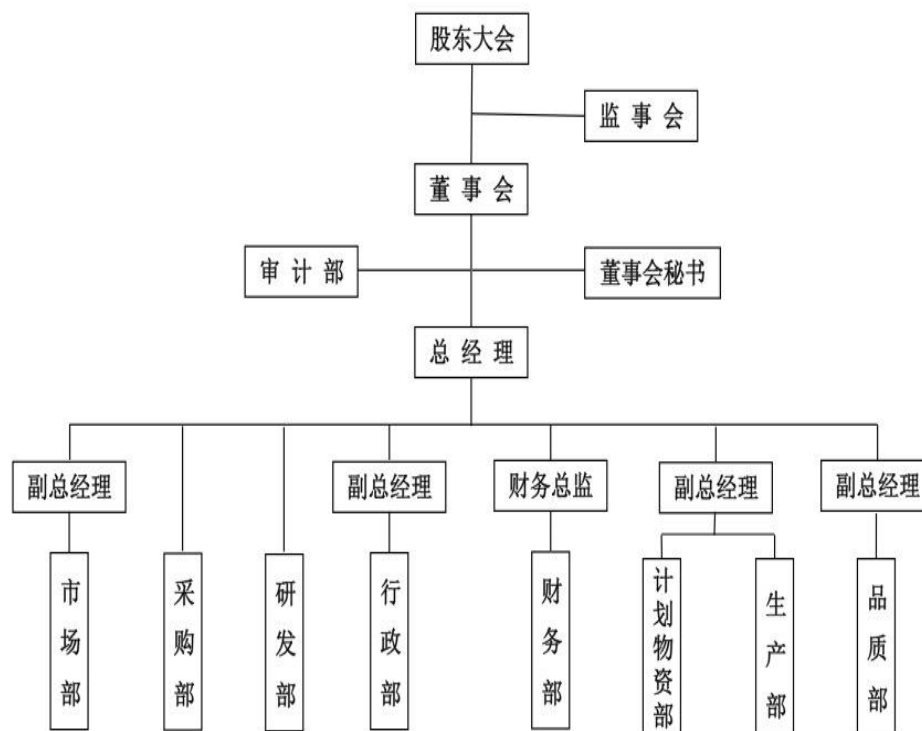 股东大会
监事会
董事会
审计部
董事会秘书
总经理
副总经理
副总经理
财务总监
副总经理
副总经理
市场部
采购部
研发部
行政部
财务部
计划物资部
生产部
品质部